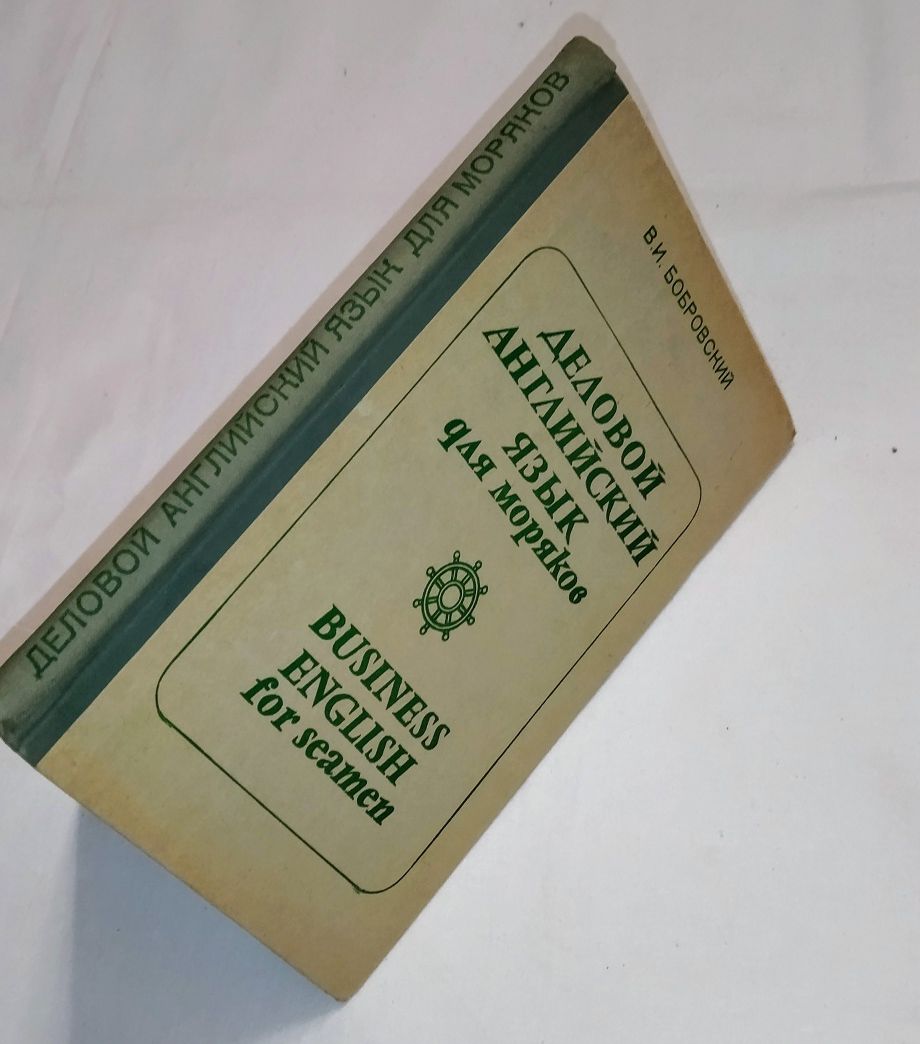 ДЕЛОВОЙ АНГЛИЙСКИЙ ЯЗЫК ДЛЯ МОРЯКОВ
В.И. БОБРОВСКИЙ
ДЕЛОВОЙ
АНГЛИЙСКИЙ
ЯЗЫК
для моряков
BUSINESS
ENGLISH
for seamen